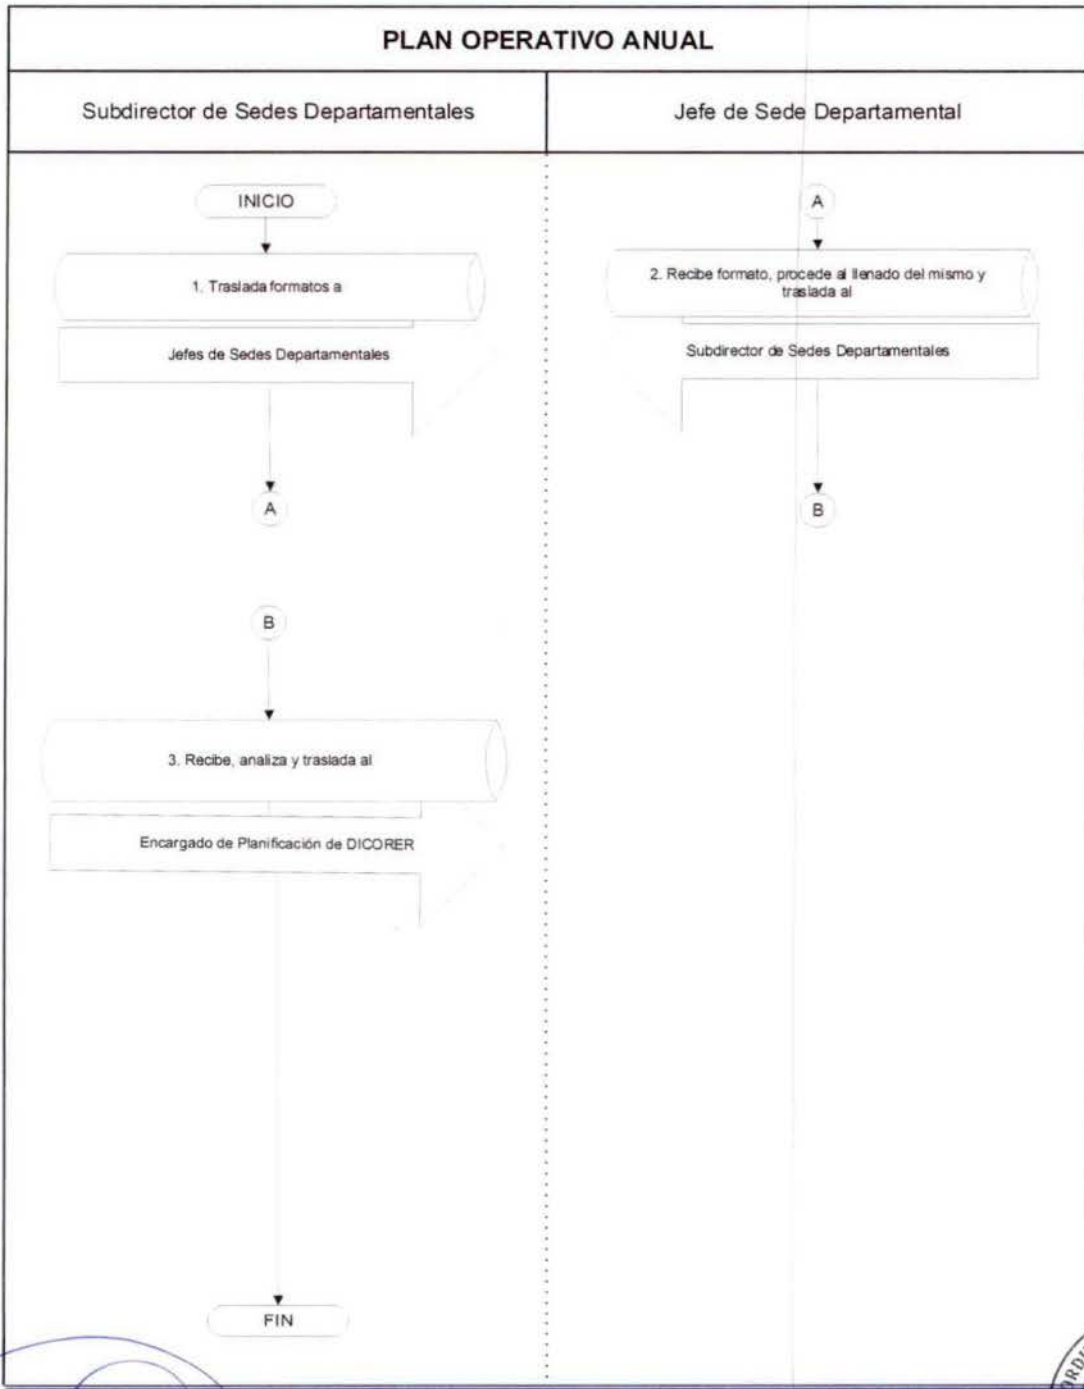 PLAN OPERATIVO ANUAL
Subdirector de Sedes Departamentales
Jefe de Sede Departamental
INICIO
1. Traslada formatos a
Jefes de Sedes Departamentales
A
A
2. Recibe formato, procede al llenado del mismo y
traslada al
Subdirector de Sedes Departamentales
B
B
3. Recibe, analiza y traslada al
Encargado de Planificación de DICORER
FIN